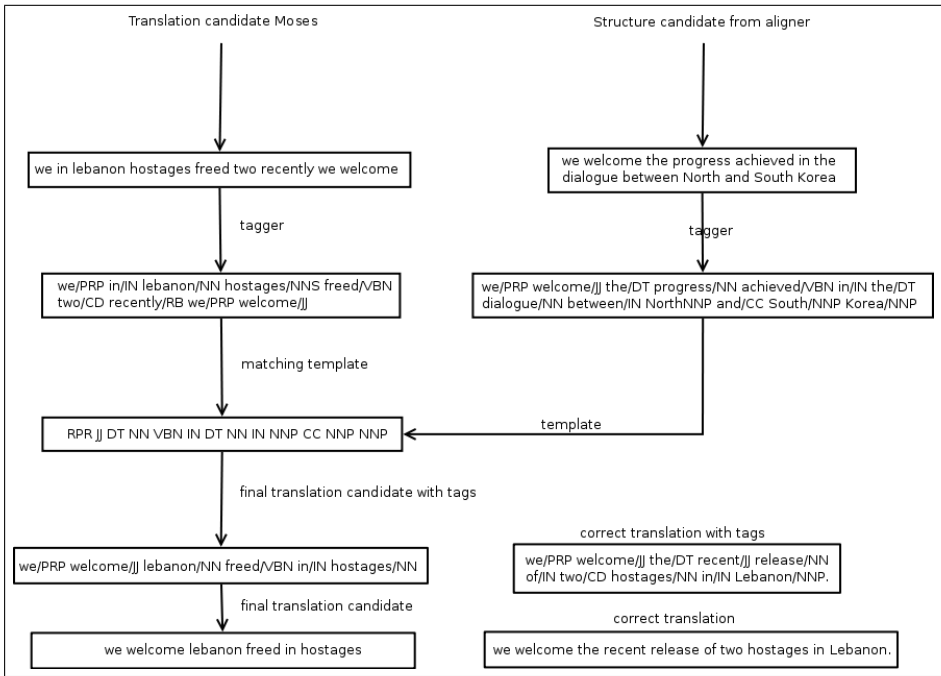 Translation candidate Moses
Structure candidate from aligner
we in lebanon hostages freed two recently we welcome
we welcome the progress achieved in the
dialogue between North and South Korea
tagger
tagger
we/PRP in/IN lebanon/NN hostages/NNS freed/VBN
two/CD recently/RB we/PRP welcome/JJ
we/PRP welcome/JJ the/DT progress/NN achieved/VBN in/IN the/DT
dialogue/NN between/IN NorthNNP and/CC South/NNP Korea/NNP
matching template
template
RPR JJ DT NN VBN IN DT NN IN NNP CC NNP NNP
final translation candidate with tags
we/PRP welcome/JJ lebanon/NN freed/VBN in/IN hostages/NN
correct translation with tags
we/PRP welcome/JJ the/DT recent/JJ release/NN
of/IN two/CD hostages/NN in/IN Lebanon/NNP.
final translation candidate
we welcome lebanon freed in hostages
correct translation
we welcome the recent release of two hostages in Lebanon.